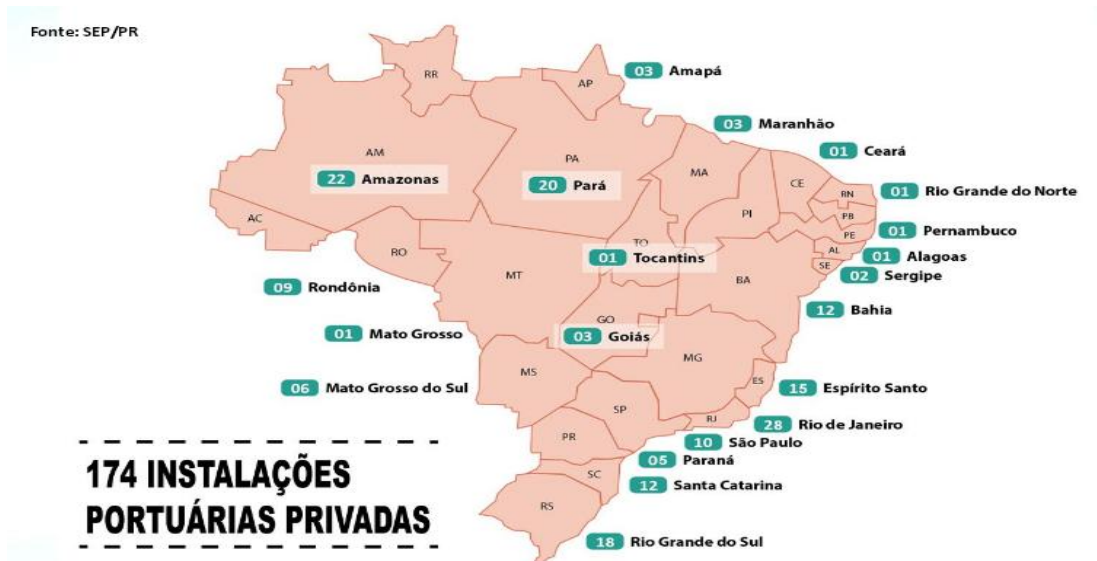 Fonte: SEP/PR
RR
AP
03 Amapá
03 Maranhão
01 Ceará
AM
22 Amazonas
PA
20 Pará
MA
CE
RN
01 Rio Grande do Norte
PB
PI
PE
01 Pernambuco
AC
AL
01 Alagoas
RO
TO
01 Tocantins
SE
02 Sergipe
MT
BA
09 Rondônia
12 Bahia
01 Mato Grosso
GO
03 Goiás
MG
MS
06 Mato Grosso do Sul
ES
15 Espírito Santo
SP
RJ
28 Rio de Janeiro
PR
10 São Paulo
05 Paraná
SC
12 Santa Catarina
RS
18 Rio Grande do Sul
174 INSTALAÇÕES
PORTUÁRIAS PRIVADAS